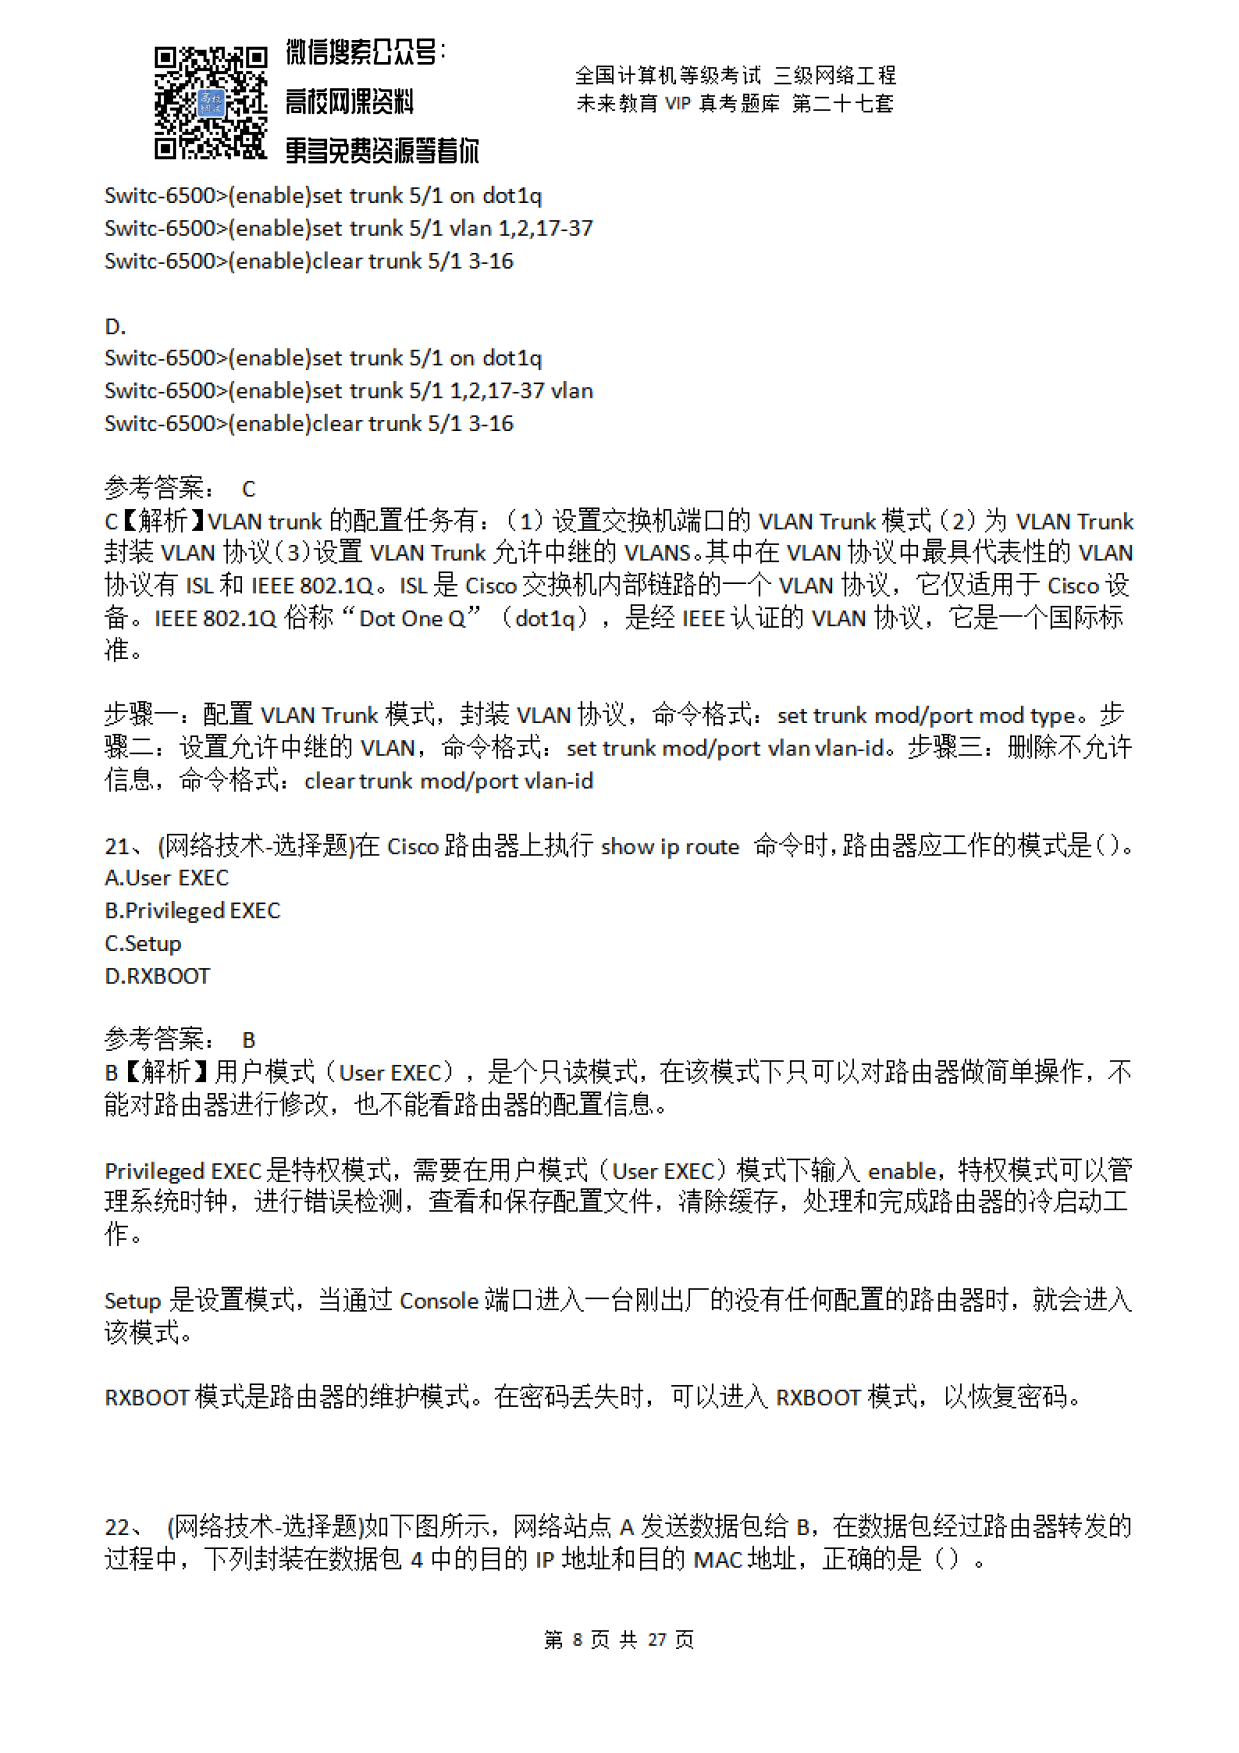 微信搜索公众号：
高校网课资料
更多免费资源等着你
全国计算机等级考试 三级网络工程
未来教育 VIP 真考题库 第二十七套
Switc-6500>(enable)set trunk 5/1 on dot1q
Switc-6500>(enable)set trunk 5/1 vlan 1,2,17-37
Switc-6500>(enable)clear trunk 5/1 3-16
D.
Switc-6500>(enable)set trunk 5/1 on dot1q
Switc-6500>(enable)set trunk 5/1 1,2,17-37 vlan
Switc-6500>(enable)clear trunk 5/1 3-16
参考答案： C
C【解析】VLAN trunk 的配置任务有：（1）设置交换机端口的 VLAN Trunk 模式（2）为 VLAN Trunk
封装 VLAN 协议（3）设置 VLAN Trunk 允许中继的 VLANS。其中在 VLAN 协议中最具代表性的 VLAN
协议有 ISL 和 IEEE 802.1Q。ISL 是 Cisco 交换机内部链路的一个 VLAN 协议，它仅适用于 Cisco 设
备。IEEE 802.1Q 俗称“Dot One Q”（dot1q），是经 IEEE 认证的 VLAN 协议，它是一个国际标
准。
步骤一：配置 VLAN Trunk 模式，封装 VLAN 协议，命令格式：set trunk mod/port mod type。步
骤二：设置允许中继的 VLAN，命令格式：set trunk mod/port vlan vlan-id。步骤三：删除不允许
信息，命令格式：clear trunk mod/port vlan-id
21、(网络技术-选择题)在 Cisco 路由器上执行 show ip route 命令时，路由器应工作的模式是（）。
A.User EXEC
B.Privileged EXEC
C.Setup
D.RXBOOT
参考答案： B
B【解析】用户模式（User EXEC），是个只读模式，在该模式下只可以对路由器做简单操作，不
能对路由器进行修改，也不能看路由器的配置信息。
Privileged EXEC 是特权模式，需要在用户模式（User EXEC）模式下输入 enable，特权模式可以管
理系统时钟，进行错误检测，查看和保存配置文件，清除缓存，处理和完成路由器的冷启动工
作。
Setup 是设置模式，当通过 Console 端口进入一台刚出厂的没有任何配置的路由器时，就会进入
该模式。
RXBOOT 模式是路由器的维护模式。在密码丢失时，可以进入 RXBOOT 模式，以恢复密码。
22、 (网络技术-选择题)如下图所示，网络站点 A 发送数据包给 B，在数据包经过路由器转发的
过程中，下列封装在数据包 4 中的目的 IP 地址和目的 MAC 地址，正确的是（）。
第 8 页 共 27 页